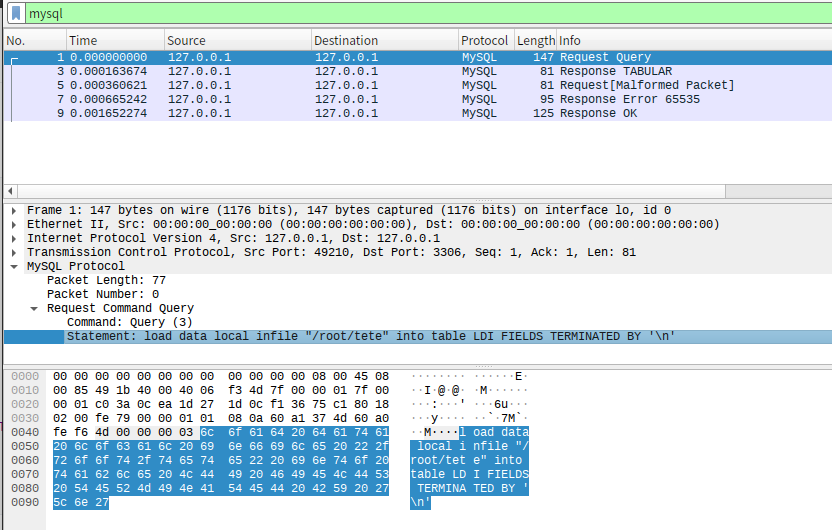 mysql
No. Time Source Destination Protocol Length Info
1 0.000000000 127.0.0.1 127.0.0.1 MySQL 147 Request Query
3 0.000163674 127.0.0.1 127.0.0.1 MySQL 81 Response TABULAR
5 0.000360621 127.0.0.1 127.0.0.1 MySQL 81 Request[Malformed Packet]
7 0.000665242 127.0.0.1 127.0.0.1 MySQL 95 Response Error 65535
9 0.001652274 127.0.0.1 127.0.0.1 MySQL 125 Response OK
Frame 1: 147 bytes on wire (1176 bits), 147 bytes captured (1176 bits) on interface lo, id 0
Ethernet II, Src: 00:00:00_00:00:00 (00:00:00:00:00:00), Dst: 00:00:00_00:00:00 (00:00:00:00:00:00)
Internet Protocol Version 4, Src: 127.0.0.1, Dst: 127.0.0.1
Transmission Control Protocol, Src Port: 49210, Dst Port: 3306, Seq: 1, Ack: 1, Len: 81
MySQL Protocol
Packet Length: 77
Packet Number: 0
Request Command Query
Command: Query (3)
Statement: load data local infile "/root/tete" into table LDI FIELDS TERMINATED BY '\n'
0000 00 00 00 00 00 00 00 00 00 00 00 00 08 00 45 08 ········ ······E·
0010 00 85 49 1b 40 00 40 06 f3 4d 7f 00 00 01 7f 00 ··I·@·@· ·M······
0020 00 01 c0 3a 0c ea 1d 27 1d 0c f1 36 75 c1 80 18 ···:···' ···6u···
0030 02 00 fe 79 00 00 01 01 08 0a 60 a1 37 4d 60 a0 ···y···· ··`·7M`·
0040 fe f6 4d 00 00 00 03 6c 6f 61 64 20 64 61 74 61 ··M····l oad data
0050 20 6c 6f 63 61 6c 20 69 6e 66 69 6c 65 20 22 2f local i nfile "/
0060 72 6f 6f 74 2f 74 65 74 65 22 20 69 6e 74 6f 20 root/tet e" into
0070 74 61 62 6c 65 20 4c 44 49 20 46 49 45 4c 44 53 table LD I FIELDS
0080 20 54 45 52 4d 49 4e 41 54 45 44 20 42 59 20 27 TERMINA TED BY '
0090 5c 6e 27 \n'